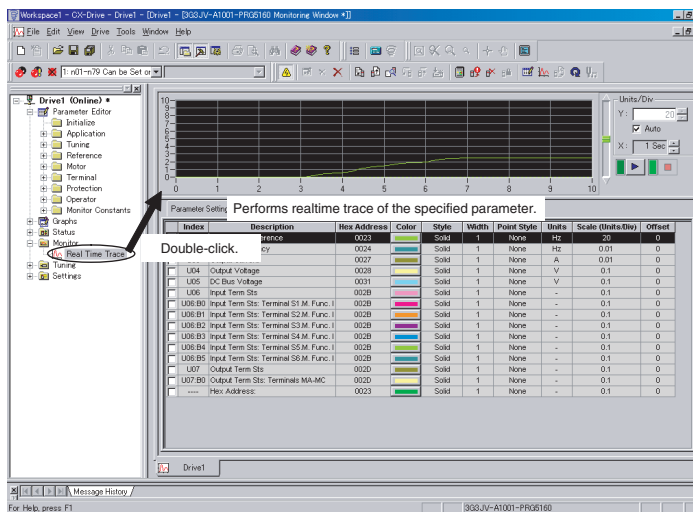 Workspace1 - CX-Drive - Drive1 - [Drive1 - [3G3JV-A1001-PRG5160 Monitoring Window *]]
File Edit View Drive Tools Window Help
1: n01-n79 Can be Set or
Drive1 (Online) *
Parameter Editor
Initialize
Application
Tuning
Reference
Motor
Terminal
Protection
Operator
Monitor Constants
Graphs
Status
Monitor
Real Time Trace
Tuning
Settings
10
9
8
7
6
5
4
3
2
1
0
0 1 2 3 4 5 6 7 8 9 10
Units/Div
Y: 20
Auto
X: 1 Sec
Parameter Setting
Performs realtime trace of the specified parameter.
Double-click.
Index Description Hex Address Color Style Width Point Style Units Scale (Units/Div) Offset
0023 Solid 1 None Hz 20 0
0024 Solid 1 None Hz 0.01 0
0027 Solid 1 None A 0.01 0
U04 Output Voltage 0028 Solid 1 None V 0.1 0
U05 DC Bus Voltage 0031 Solid 1 None V 0.1 0
U06 Input Term Sts 002B Solid 1 None - 0.1 0
U06:B0 Input Term Sts: Terminal S1.M. Func. I 002B Solid 1 None - 0.1 0
U06:B1 Input Term Sts: Terminal S2.M. Func. I 002B Solid 1 None - 0.1 0
U06:B2 Input Term Sts: Terminal S3.M. Func. I 002B Solid 1 None - 0.1 0
U06:B3 Input Term Sts: Terminal S4.M. Func. I 002B Solid 1 None - 0.1 0
U06:B4 Input Term Sts: Terminal S5.M. Func. I 002B Solid 1 None - 0.1 0
U06:B5 Input Term Sts: Terminal S6.M. Func. I 002B Solid 1 None - 0.1 0
U07 Output Term Sts 002D Solid 1 None - 0.1 0
U07:B0 Output Term Sts: Terminals MA-MC 002D Solid 1 None - 0.1 0
---- Hex Address: 0023 Solid 1 None - 0.1 0
Drive1
Message History
For Help, press F1
3G3JV-A1001-PRG5160